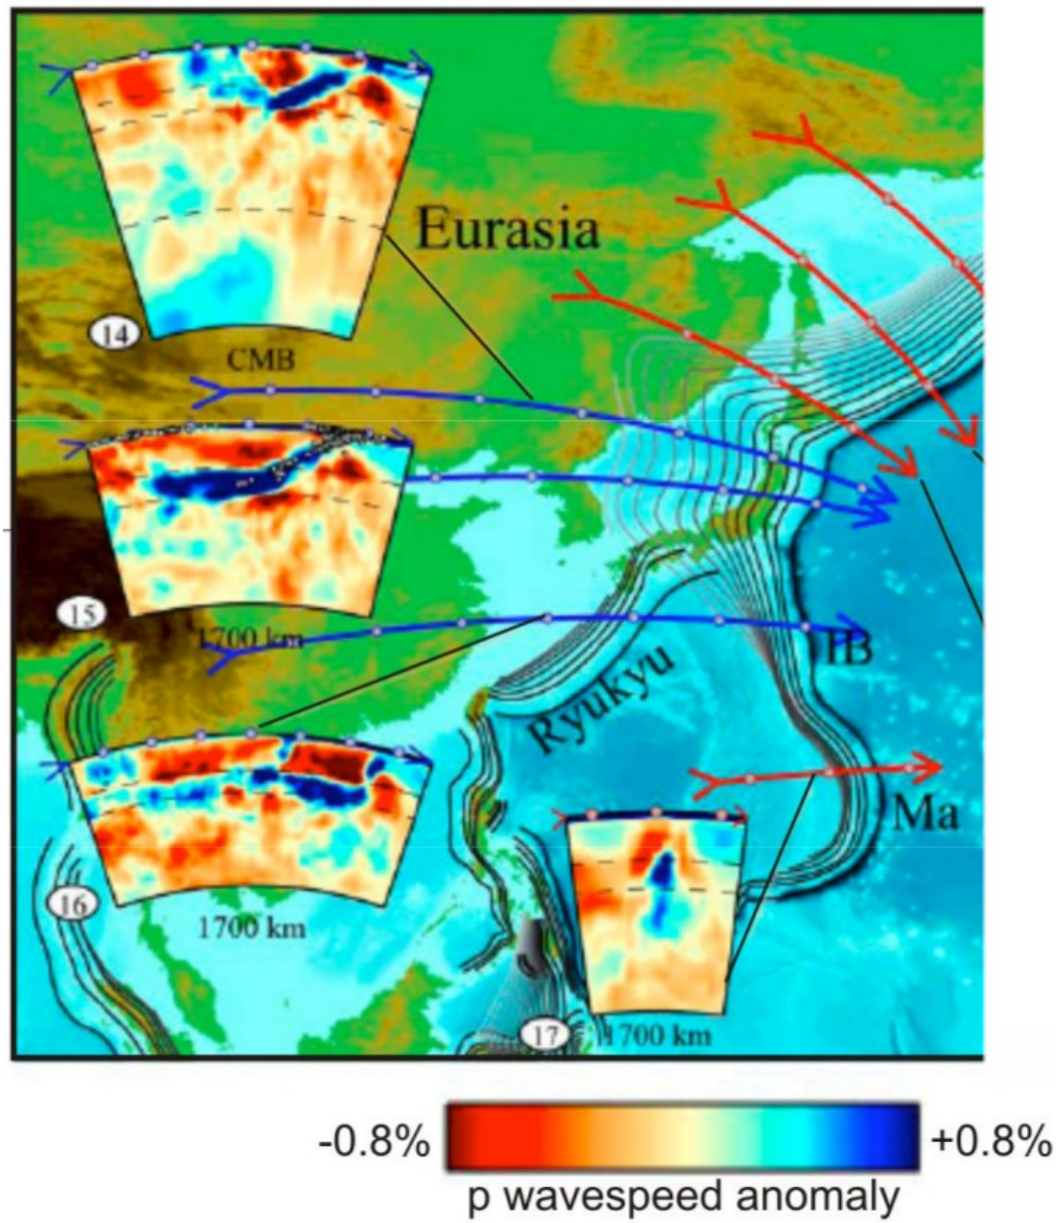 Eurasia
14
CMB
15
1700 km
IB
Ryukyu
Ma
16
1700 km
17
1700 km
-0.8%
+0.8%
p wavespeed anomaly